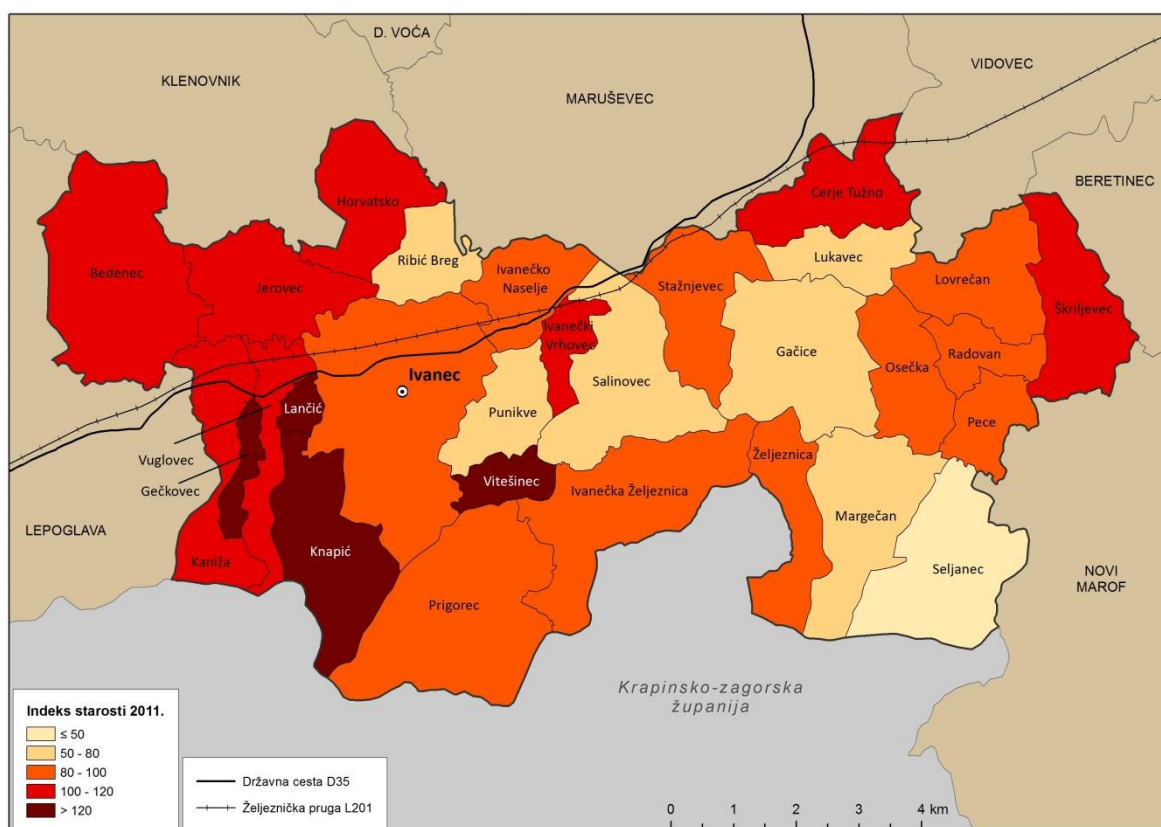 D. VOĆA
KLENOVNIK
VIDOVEC
MARUŠEVEC
BERETINEC
Horvatsko
Cerje Tužno
Bedenec
Jerovec
Ribić Breg
Ivanečko
Naselje
Stažnjevec
Lukavec
Lovrečan
Škriljevec
Ivanečki
Vrhovec
Gačice
Osečka
Radovan
Ivanec
Salinovec
Lančić
Punikve
Pece
Vuglovec
Gečkovec
Vitešinec
Ivanečka Željeznica
Željeznica
LEPOGLAVA
Margečan
Kaniža
Knapić
Seljanec
NOVI
MAROF
Prigorec
Krapinsko-zagorska
županija
Indeks starosti 2011.
≤ 50
50 - 80
80 - 100
100 - 120
> 120
Državna cesta D35
Željeznička pruga L201
0 1 2 3 4 km